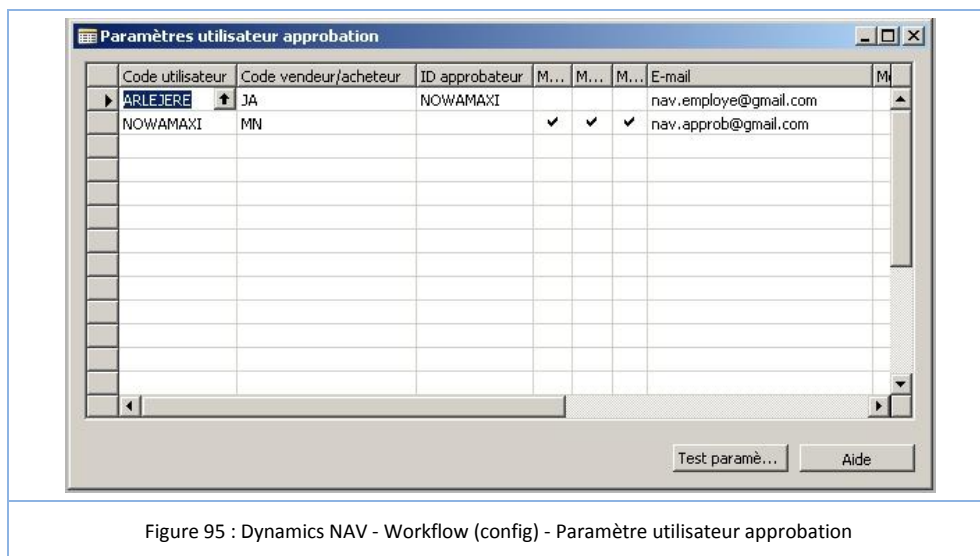 Paramètres utilisateur approbation
Code utilisateur Code vendeur/acheteur ID approbateur M... M... M... E-mail M
ARLEJERE JA NOWAMAXI nav.employe@gmail.com
NOWAMAXI MN nav.approb@gmail.com
Test paramè... Aide
Figure 95 : Dynamics NAV - Workflow (config) - Paramètre utilisateur approbation